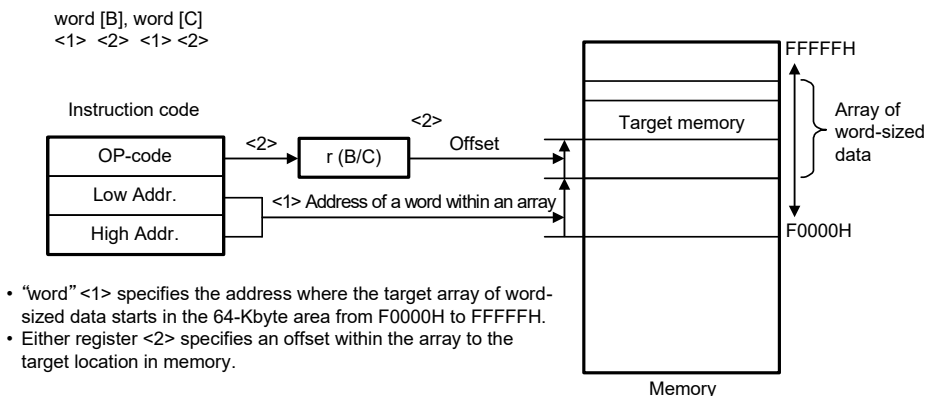 word [B], word [C]
<1> <2> <1> <2>
FFFFFH
Instruction code
<2>
Array of
word-sized
data
Target memory
OP-code
<2>
r (B/C)
Offset
Low Addr.
<1> Address of a word within an array
High Addr.
F0000H
• “word” <1> specifies the address where the target array of word-
sized data starts in the 64-Kbyte area from F0000H to FFFFFH.
• Either register <2> specifies an offset within the array to the
target location in memory.
Memory